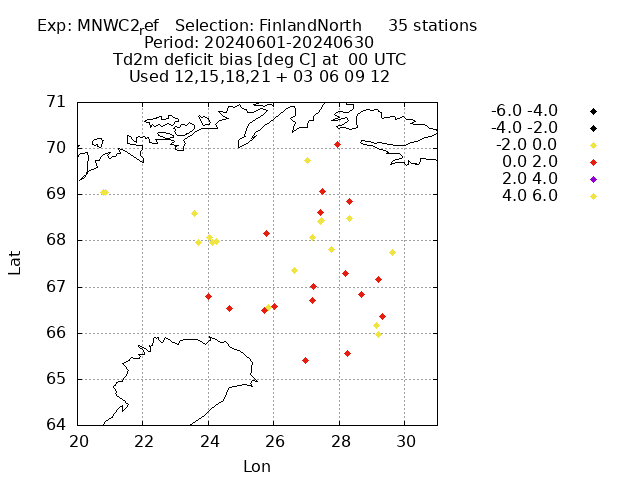 Exp: MNWC2ref Selection: FinlandNorth 35 stations
Period: 20240601-20240630
Td2m deficit bias [deg C] at 00 UTC
Used 12,15,18,21 + 03 06 09 12
-6.0 -4.0
-4.0 -2.0
-2.0 0.0
0.0 2.0
2.0 4.0
4.0 6.0
71
70
69
68
67
66
65
64
Lat
20 22 24 26 28 30
Lon